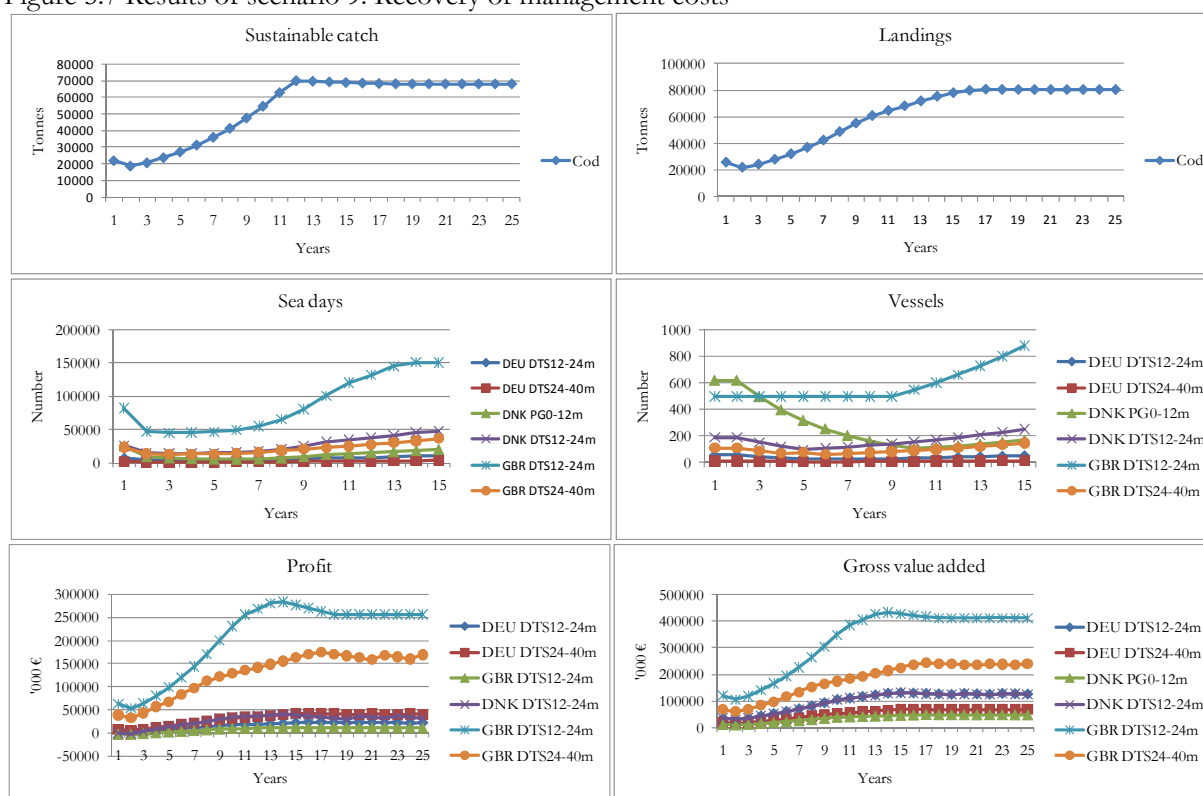 Figure 3.7 Results of scenario 9: Recovery of management costs
Sustainable catch
80000
70000
60000
50000
40000
30000
20000
10000
0
Tonnes
1 3 5 7 9 11 13 15 17 19 21 23 25
Years
Cod
Landings
100000
80000
60000
40000
20000
0
Tonnes
1 3 5 7 9 11 13 15 17 19 21 23 25
Years
Cod
Sea days
200000
150000
100000
50000
0
Number
1 3 5 7 9 11 13 15
Years
DEU DTS12-24m
DEU DTS24-40m
DNK PG0-12m
DNK DTS12-24m
GBR DTS12-24m
GBR DTS24-40m
Vessels
1000
800
600
400
200
0
Number
1 3 5 7 9 11 13 15
Years
DEU DTS12-24m
DEU DTS24-40m
DNK PG0-12m
DNK DTS12-24m
GBR DTS12-24m
GBR DTS24-40m
Profit
300000
250000
200000
150000
100000
50000
0
-50000
'000 €
1 3 5 7 9 11 13 15 17 19 21 23 25
Years
DEU DTS12-24m
DEU DTS24-40m
GBR DTS12-24m
DNK DTS12-24m
GBR DTS12-24m
GBR DTS24-40m
Gross value added
500000
400000
300000
200000
100000
0
'000 €
1 3 5 7 9 11 13 15 17 19 21 23 25
Years
DEU DTS12-24m
DEU DTS24-40m
DNK PG0-12m
DNK DTS12-24m
GBR DTS12-24m
GBR DTS24-40m